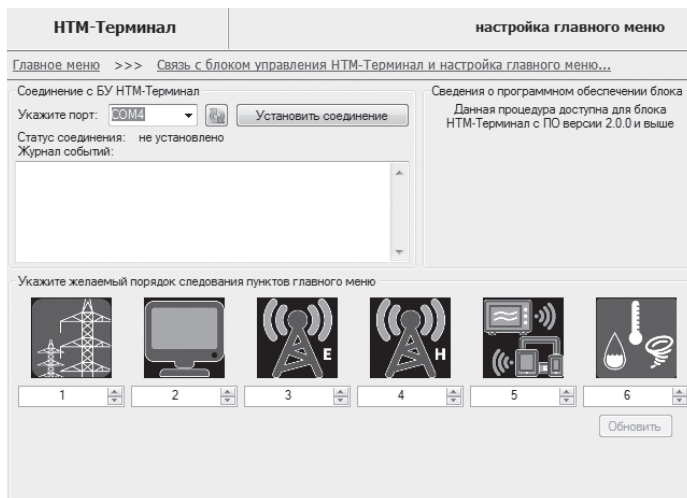 НТМ-Терминал
настройка главного меню
Главное меню >>> Связь с блоком управления НТМ-Терминал и настройка главного меню...
Соединение с БУ НТМ-Терминал
Укажите порт: COM4 Установить соединение
Статус соединения: не установлено
Журнал событий:
Сведения о программном обеспечении блока
Данная процедура доступна для блока
НТМ-Терминал с ПО версии 2.0.0 и выше
Укажите желаемый порядок следования пунктов главного меню
E
H
1 2 3 4 5 6
Обновить